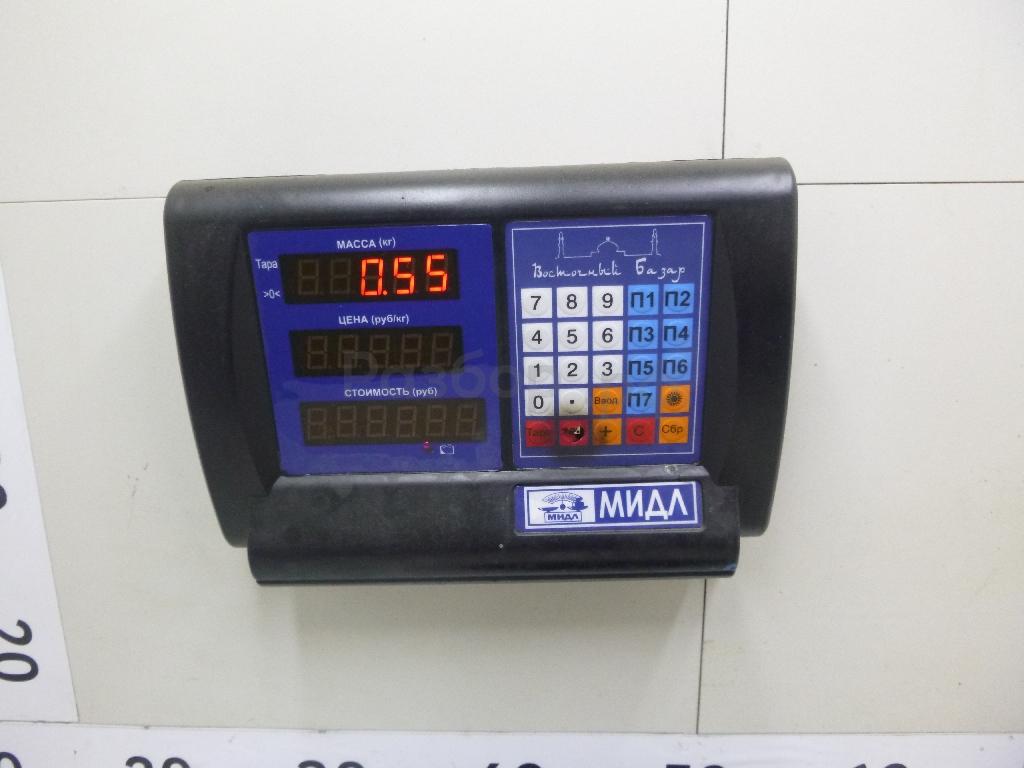 МАССА (кг)
Тара
0.55
>0<
ЦЕНА (руб/кг)
СТОИМОСТЬ (руб)
Восточный Базар
7 8 9 П1 П2
4 5 6 П3 П4
1 2 3 П5 П6
0 . Ввод П7
Тара + С Сбр
МИДЛ
МИДЛ
20